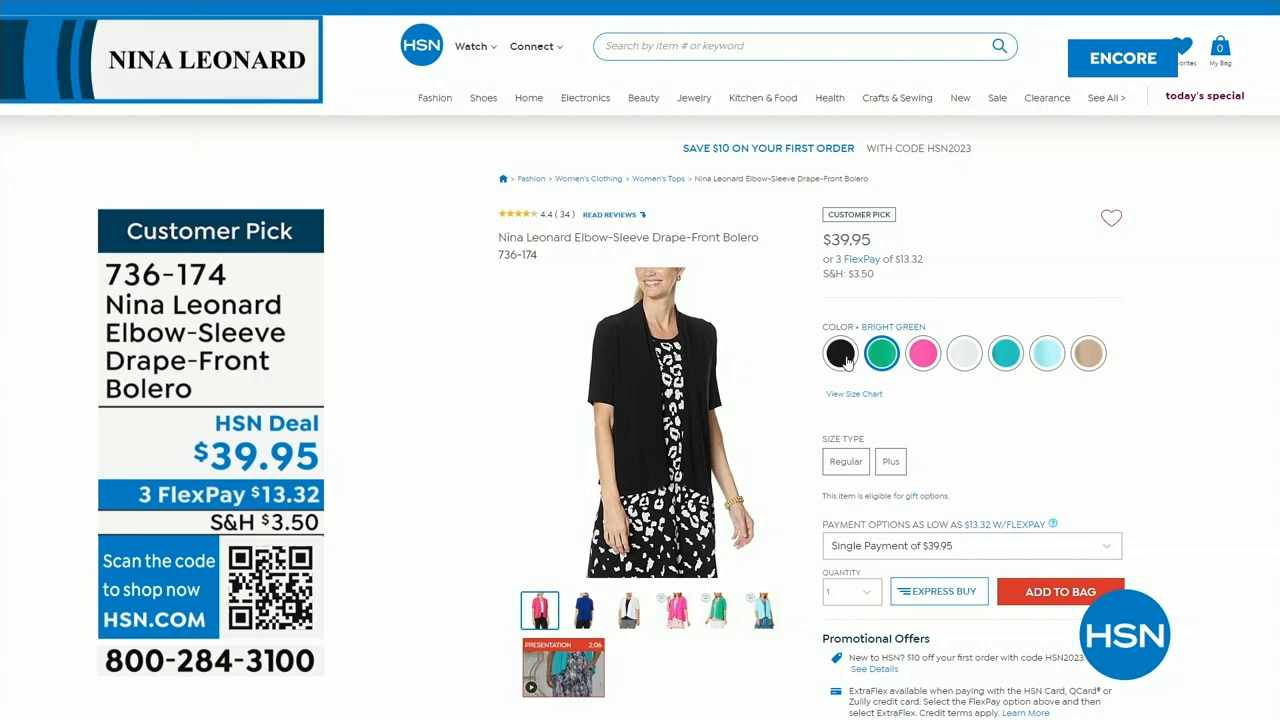 NINA LEONARD
HSN
Watch
Connect
Search by item # or keyword
ENCORE
orites
0
My Bag
Fashion
Shoes
Home
Electronics
Beauty
Jewelry
Kitchen & Food
Health
Crafts & Sewing
New
Sale
Clearance
See All >
today's special
SAVE $10 ON YOUR FIRST ORDER WITH CODE HSN2023
> Fashion > Women's Clothing > Women's Tops > Nina Leonard Elbow-Sleeve Drape-Front Bolero
4.4 ( 34 ) READ REVIEWS
Nina Leonard Elbow-Sleeve Drape-Front Bolero
736-174
Customer Pick
736-174
Nina Leonard
Elbow-Sleeve
Drape-Front
Bolero
HSN Deal
$39.95
3 FlexPay $13.32
S&H $3.50
Scan the code
to shop now
HSN.COM
800-284-3100
PRESENTATION 2:06
CUSTOMER PICK
$39.95
or 3 FlexPay of $13.32
S&H: $3.50
COLOR • BRIGHT GREEN
View Size Chart
SIZE TYPE
Regular
Plus
This item is eligible for gift options.
PAYMENT OPTIONS AS LOW AS $13.32 W/FLEXPAY ?
Single Payment of $39.95
QUANTITY
1
EXPRESS BUY
ADD TO BAG
Promotional Offers
New to HSN? $10 off your first order with code HSN2023.
See Details
ExtraFlex available when paying with the HSN Card, QCard® or
Zulily credit card. Select the FlexPay option above and then
select ExtraFlex. Credit terms apply. Learn More
HSN